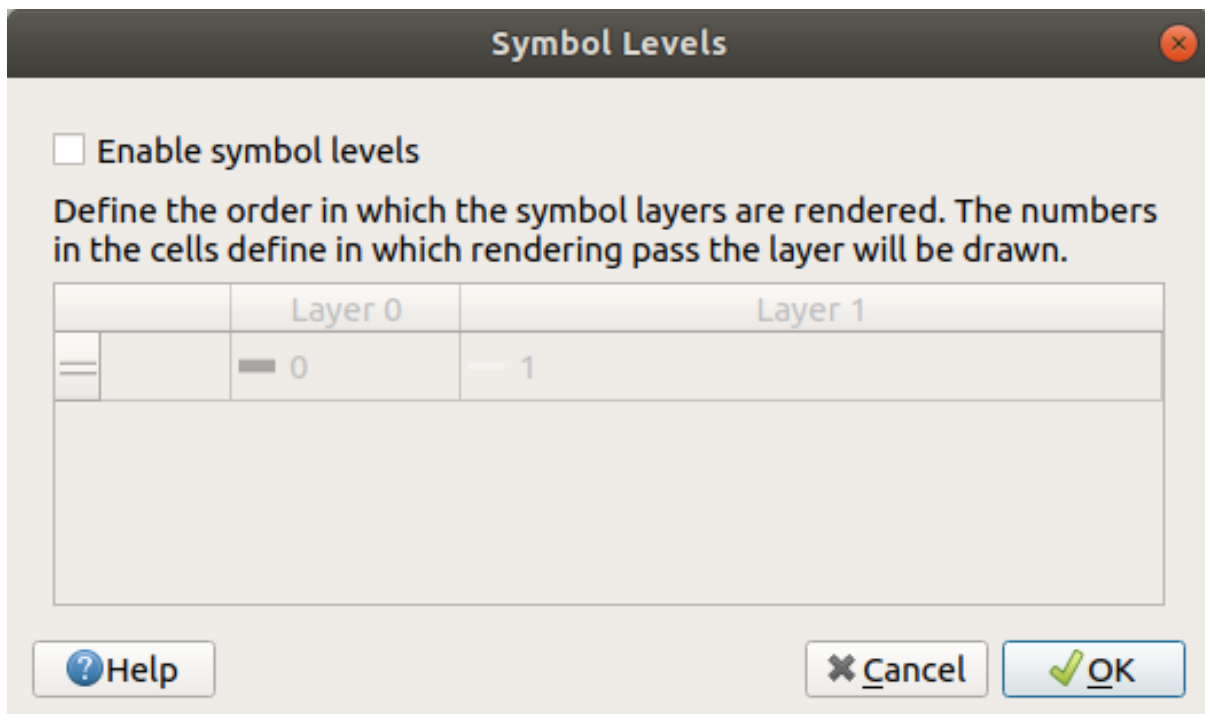 Symbol Levels
Enable symbol levels
Define the order in which the symbol layers are rendered. The numbers
in the cells define in which rendering pass the layer will be drawn.
Layer 0 Layer 1
0 1
Help Cancel OK